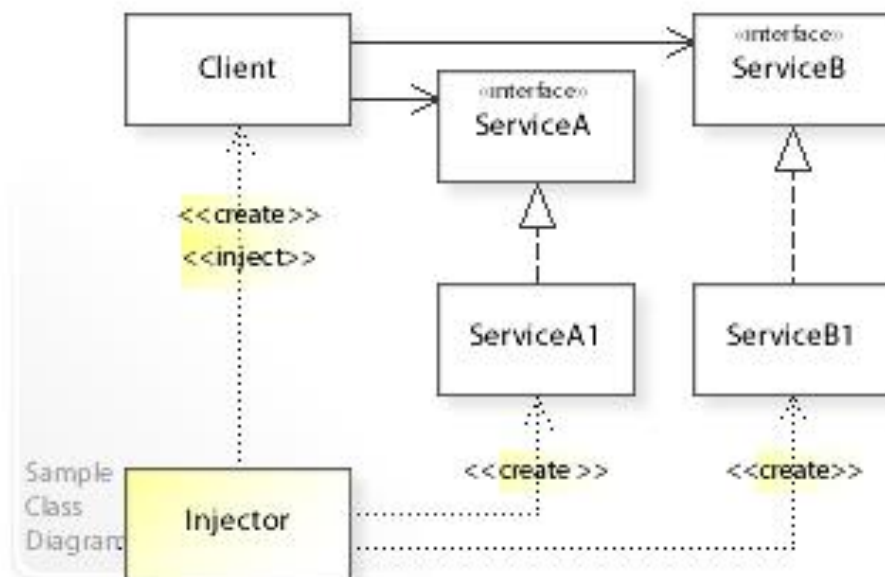 Client
«interface»
ServiceA
«interface»
ServiceB
<<create>>
<<inject>>
ServiceA1
ServiceB1
<<create >>
<<create>>
Sample
Class
Diagram
Injector